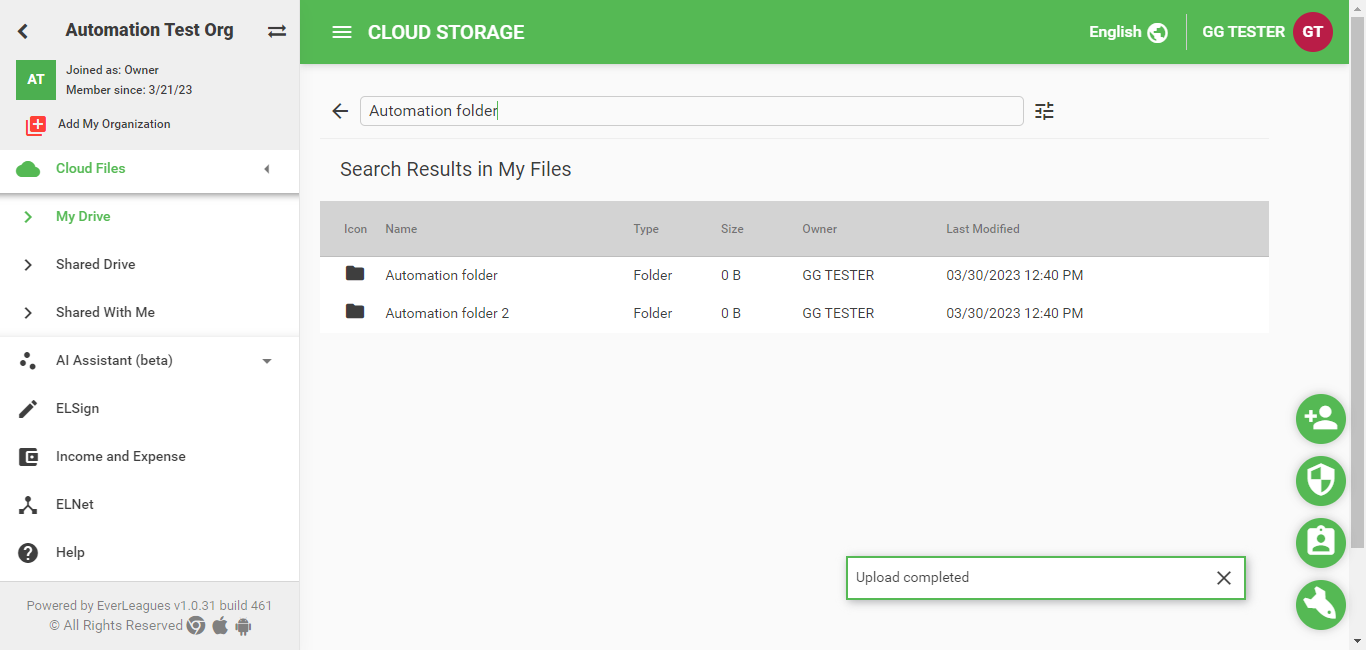 Automation Test Org
AT
Joined as: Owner
Member since: 3/21/23
Add My Organization
Cloud Files
My Drive
Shared Drive
Shared With Me
AI Assistant (beta)
ELSign
Income and Expense
ELNet
Help
Powered by EverLeagues v1.0.31 build 461
© All Rights Reserved
CLOUD STORAGE
English
GG TESTER
GT
Automation folder
Search Results in My Files
Icon Name Type Size Owner Last Modified
Automation folder Folder 0 B GG TESTER 03/30/2023 12:40 PM
Automation folder 2 Folder 0 B GG TESTER 03/30/2023 12:40 PM
Upload completed